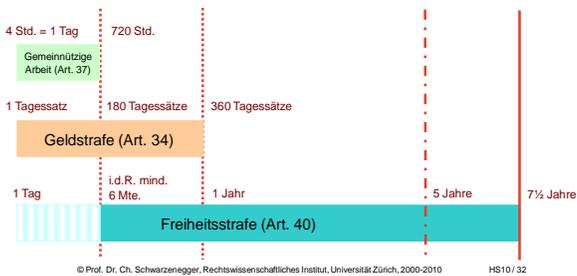 4 Std. = 1 Tag 720 Std.
Gemeinnützige
Arbeit (Art. 37)
1 Tagessatz 180 Tagessätze 360 Tagessätze
Geldstrafe (Art. 34)
i.d.R. mind.
1 Tag 6 Mte. 1 Jahr 5 Jahre 7½ Jahre
Freiheitsstrafe (Art. 40)
© Prof. Dr. Ch. Schwarzenegger, Rechtswissenschaftliches Institut, Universität Zürich, 2000-2010 HS10 / 32